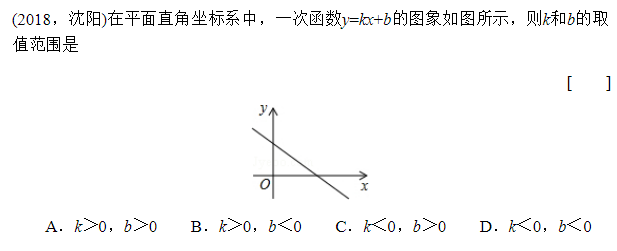 (2018，沈阳)在平面直角坐标系中，一次函数y=kx+b的图象如图所示，则k和b的取
值范围是
[ ]
y
O x
A．k＞0，b＞0 B．k＞0，b＜0 C．k＜0，b＞0 D．k＜0，b＜0